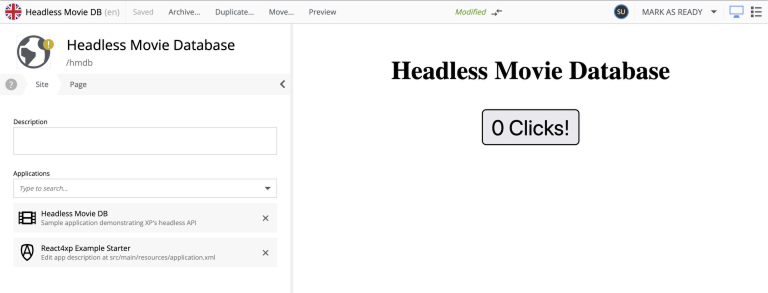 Headless Movie DB (en) Saved Archive... Duplicate... Move... Preview Modified SU MARK AS READY
Headless Movie Database
/hmdb
? Site Page
Description
Applications
Type to search...
Headless Movie DB
Sample application demonstrating XP's headless API
React4xp Example Starter
Edit app description at src/main/resources/application.xml
Headless Movie Database
0 Clicks!